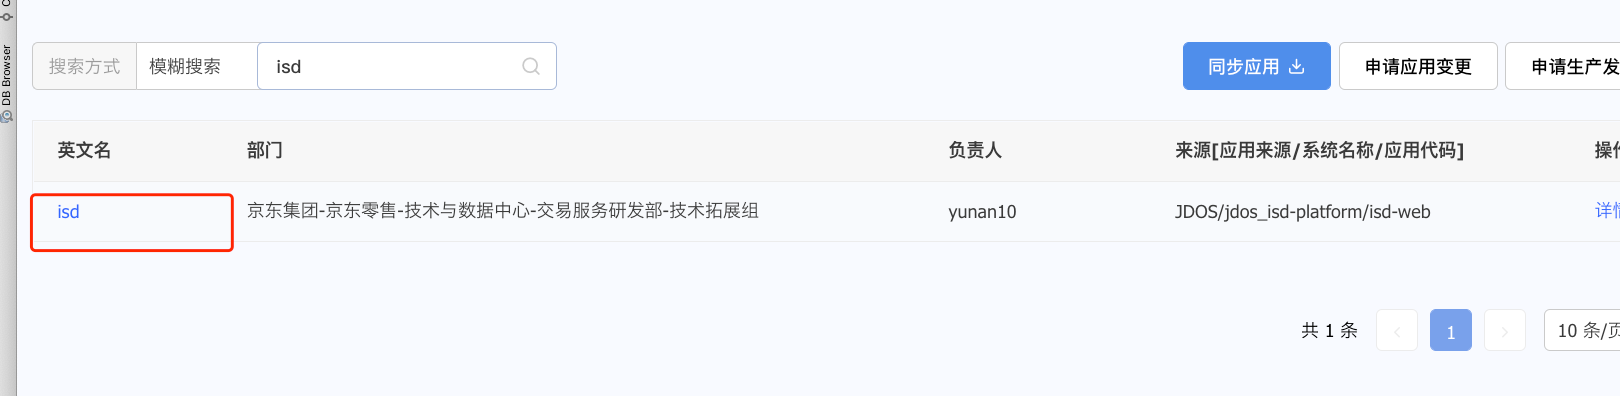 DB Browser
搜索方式 模糊搜索 isd 同步应用 申请应用变更 申请生产发
英文名 部门 负责人 来源[应用来源/系统名称/应用代码] 操作
isd 京东集团-京东零售-技术与数据中心-交易服务研发部-技术拓展组 yunan10 JDOS/jdos_isd-platform/isd-web 详情
共 1 条 1 10 条/页